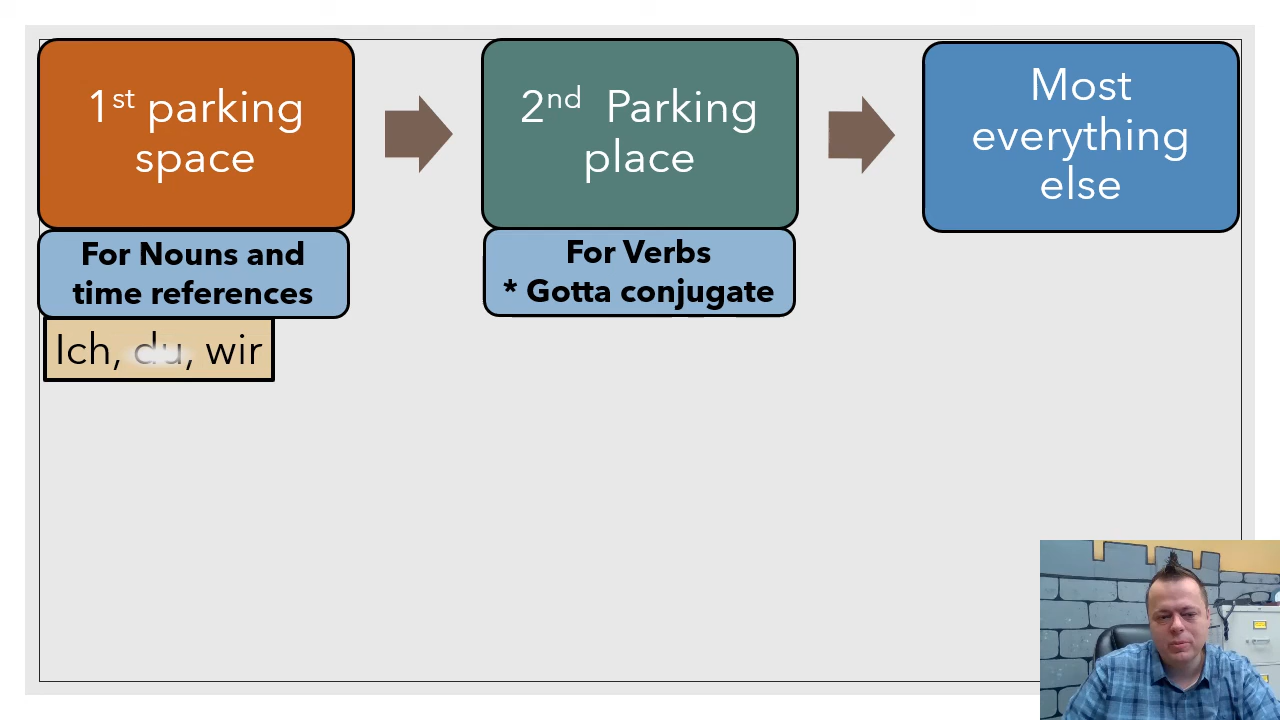 1st parking
space
2nd Parking
place
Most
everything
else
For Nouns and
time references
For Verbs
* Gotta conjugate
Ich, du, wir